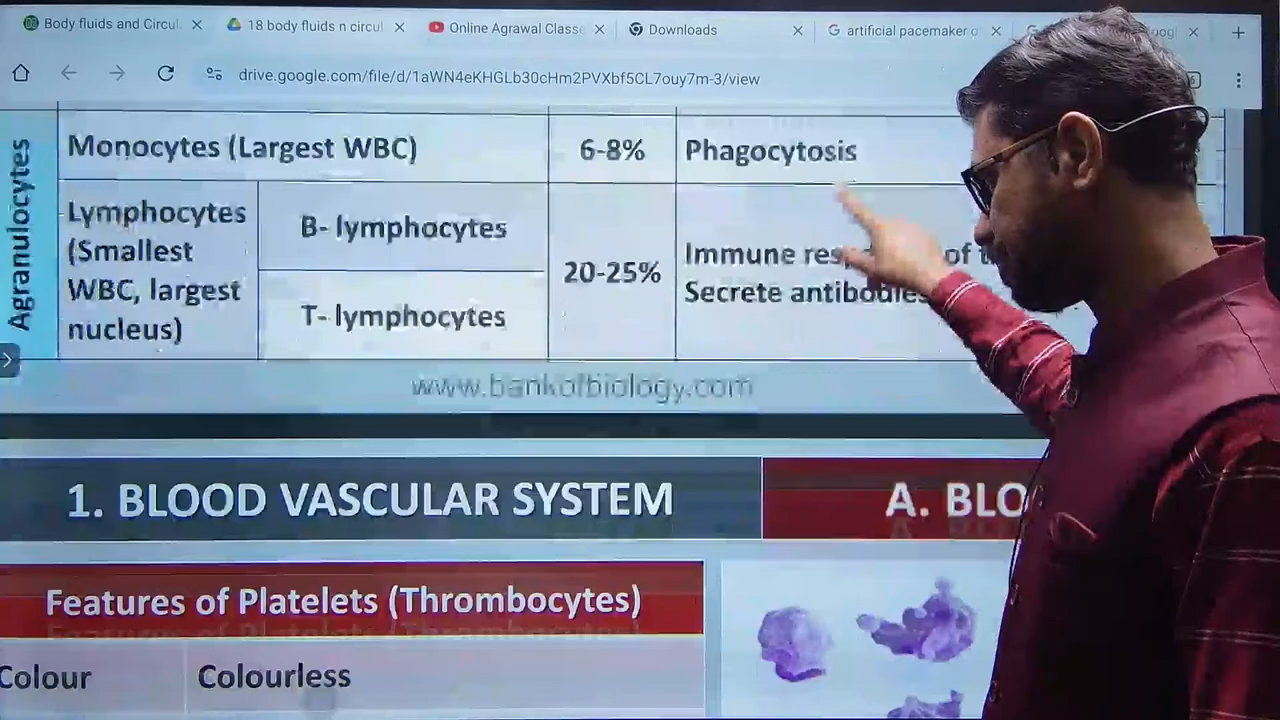 Body fluids and Circul
18 body fluids n circul
Online Agrawal Classe
Downloads
artificial pacemaker o
drive.google.com/file/d/1aWN4eKHGLb30cHm2PVXbf5CL7ouy7m-3/view
Agranulocytes
Monocytes (Largest WBC)
6-8%
Phagocytosis
Lymphocytes
(Smallest
WBC, largest
nucleus)
B- lymphocytes
T- lymphocytes
20-25%
Immune res of
Secrete antibodies
www.bankofbiology.com
1. BLOOD VASCULAR SYSTEM
A. BLO
Features of Platelets (Thrombocytes)
Colour
Colourless